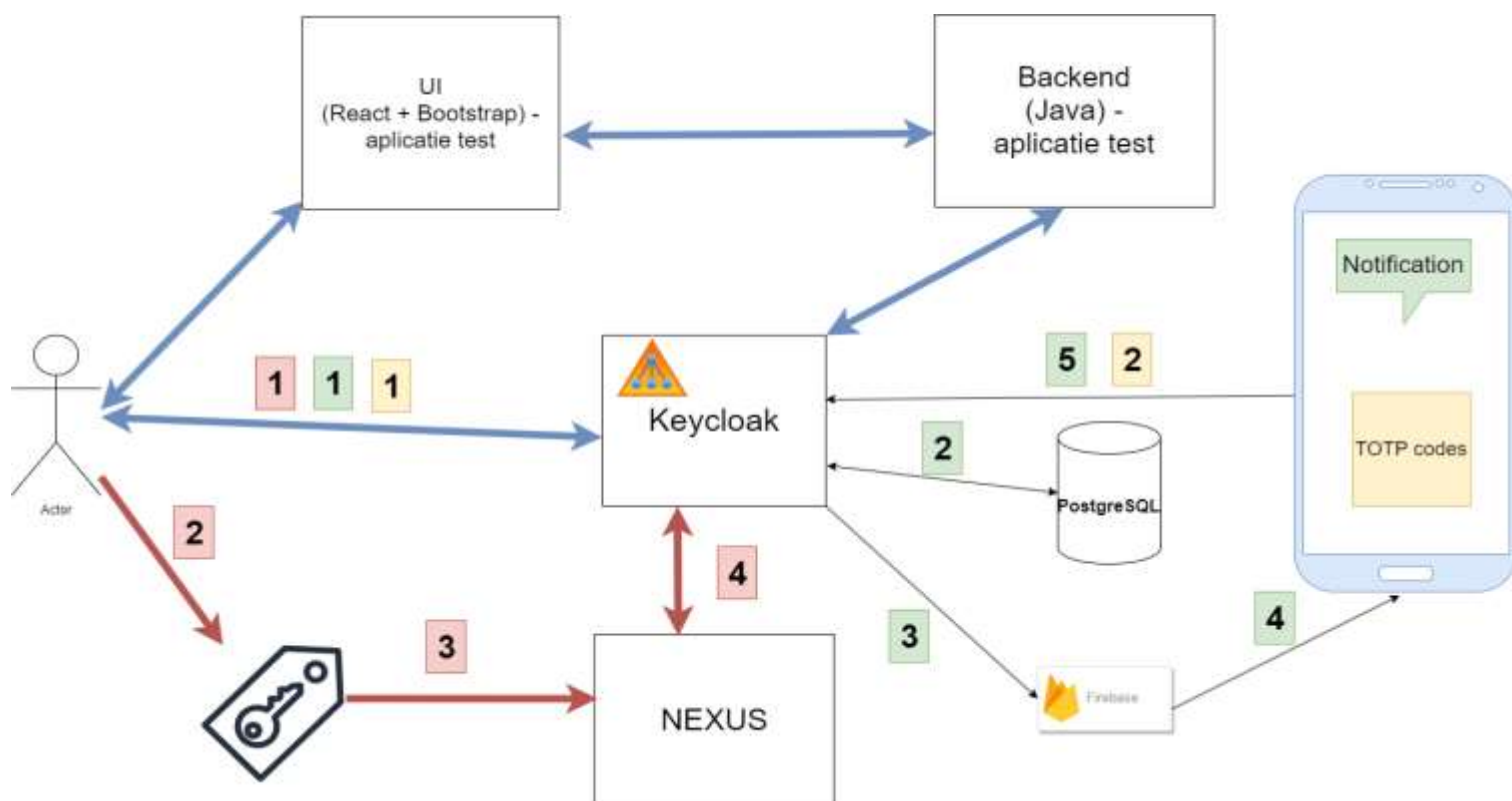 UI
(React + Bootstrap) -
aplicatie test
Backend
(Java) -
aplicatie test
Notification
1 1 1
5 2
Keycloak
TOTP codes
2
PostgreSQL
Actor
2
4
3
4
3
NEXUS
Firebase